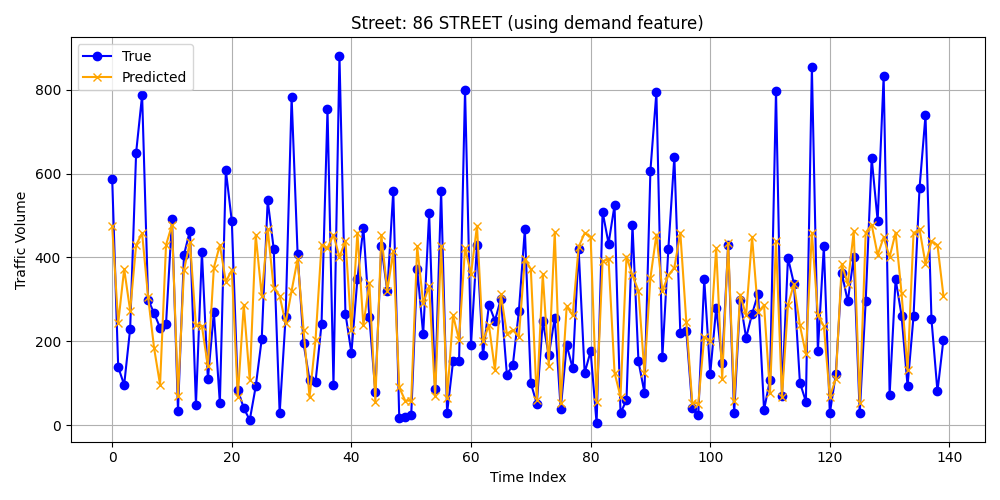 Street: 86 STREET (using demand feature)
True
Predicted
Traffic Volume
800
600
400
200
0
0 20 40 60 80 100 120 140
Time Index